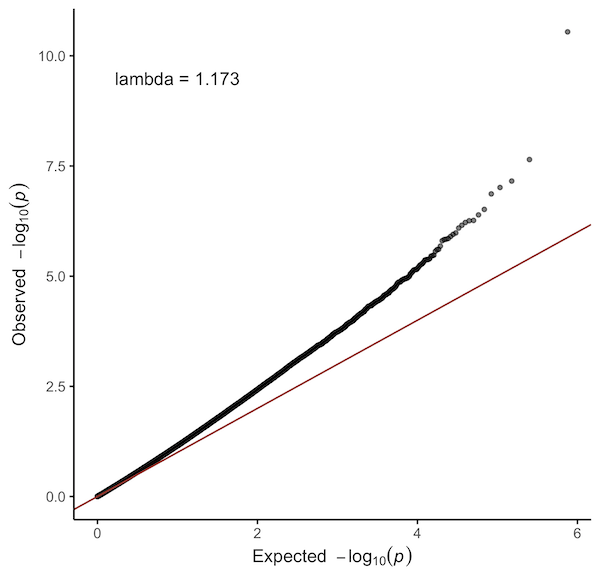 lambda = 1.173
10.0
7.5
5.0
2.5
0.0
Observed −log₁₀(p)
0 2 4 6
Expected −log₁₀(p)